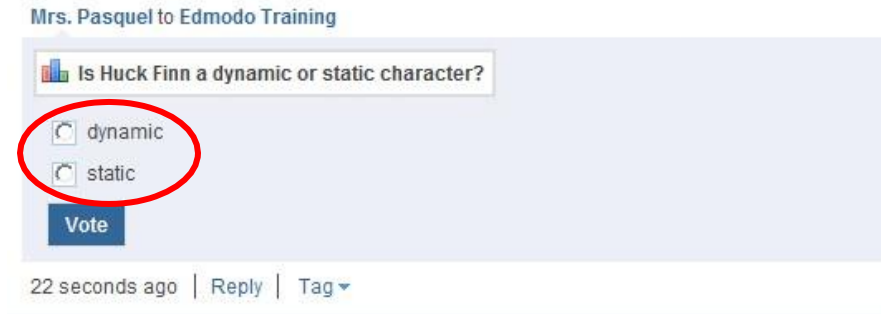 Mrs. Pasquel to Edmodo Training
Is Huck Finn a dynamic or static character?
dynamic
static
Vote
22 seconds ago | Reply | Tag